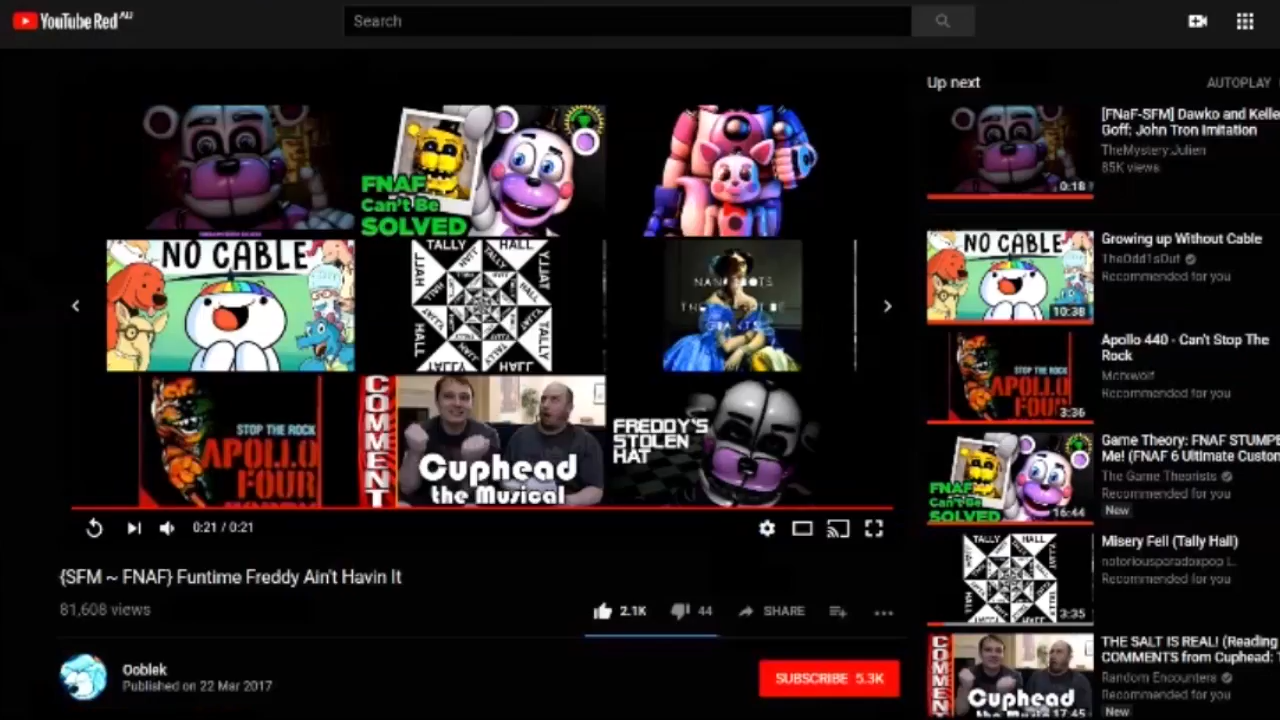 YouTube Red AU
Search
FNAF
Can't Be
SOLVED
NO CABLE
TALLY HALL
STOP THE ROCK
APOLLO
FOUR
COMMENT
Cuphead
the Musical
FREDDY'S
STOLEN
HAT
0:21 / 0:21
{SFM ~ FNAF} Funtime Freddy Ain't Havin It
81,608 views
2.1K
44
SHARE
Ooblek
Published on 22 Mar 2017
SUBSCRIBE 5.3K
Up next
AUTOPLAY
0:18
[FNaF-SFM] Dawko and Kelle
Goff: John Tron Imitation
TheMystery.Julien
85K views
NO CABLE
10:38
Growing up Without Cable
TheOdd1sOut
Recommended for you
STOP THE ROCK
APOLLO
FOUR
3:36
Apollo 440 - Can't Stop The
Rock
Recommended for you
FNAF
Can't Be
SOLVED
16:44
Game Theory: FNAF STUMPE
Me! (FNAF 6 Ultimate Custom
The Game Theorists
Recommended for you
New
TALLY HALL
3:35
Misery Fell (Tally Hall)
Recommended for you
COMMEN
Cuphead
17:45
THE SALT IS REAL! (Reading
COMMENTS from Cuphead: T
Random Encounters
Recommended for you
New